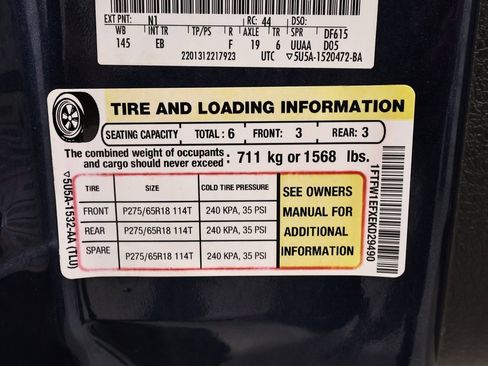 EXT PNT: N1 RC: 44 DSO:
WB INT TR TP/PS R AXLE TR SPR DF615
145 EB F 19 6 UUAA D05
2201312217923 UTC ▽5U5A-1520472-BA
TIRE AND LOADING INFORMATION
SEATING CAPACITY TOTAL: 6 FRONT: 3 REAR: 3
The combined weight of occupants
and cargo should never exceed: 711 kg or 1568 lbs.
TIRE SIZE COLD TIRE PRESSURE
FRONT P275/65R18 114T 240 KPA, 35 PSI
REAR P275/65R18 114T 240 KPA, 35 PSI
SPARE P275/65R18 114T 240 KPA, 35 PSI
SEE OWNERS
MANUAL FOR
ADDITIONAL
INFORMATION
▽5U5A-1532-AA (TLU)
1FTFW1EFXEKD29490